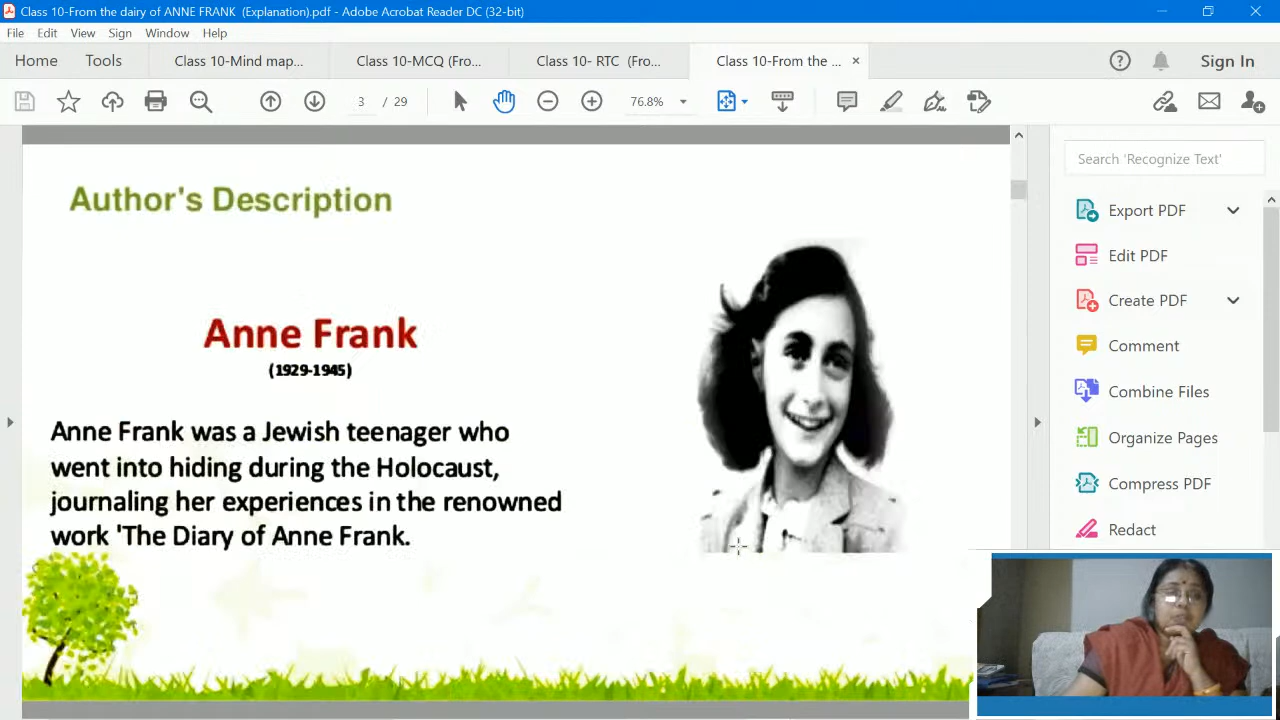 Class 10-From the dairy of ANNE FRANK (Explanation).pdf - Adobe Acrobat Reader DC (32-bit)
File Edit View Sign Window Help
Home Tools Class 10-Mind map... Class 10-MCQ (Fro... Class 10- RTC (Fro... Class 10-From the ... × Sign In
3 / 29 76.8%
Author's Description
Anne Frank
(1929-1945)
Anne Frank was a Jewish teenager who
went into hiding during the Holocaust,
journaling her experiences in the renowned
work 'The Diary of Anne Frank.
Search 'Recognize Text'
Export PDF
Edit PDF
Create PDF
Comment
Combine Files
Organize Pages
Compress PDF
Redact